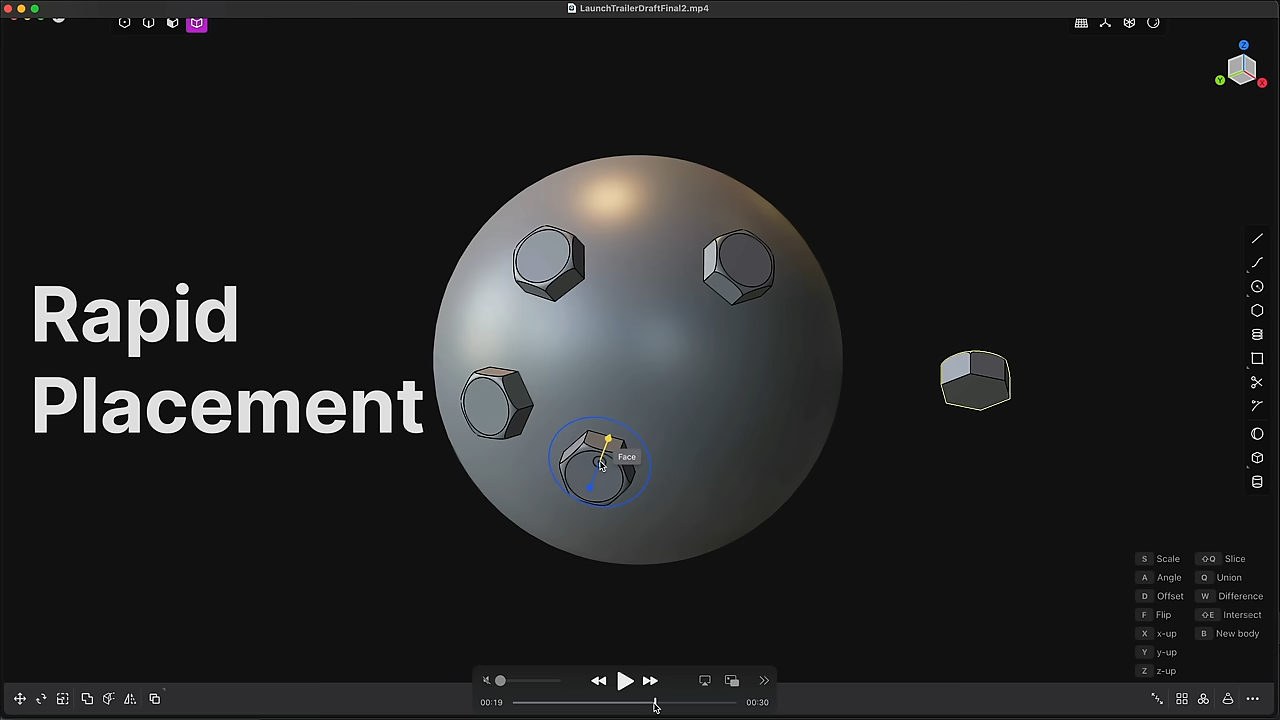 LaunchTrailerDraftFinal2.mp4
Z
Y
X
Rapid
Placement
Face
S Scale
A Angle
D Offset
F Flip
X x-up
Y y-up
Z z-up
⇧Q Slice
Q Union
W Difference
⇧E Intersect
B New body
00:19
00:30